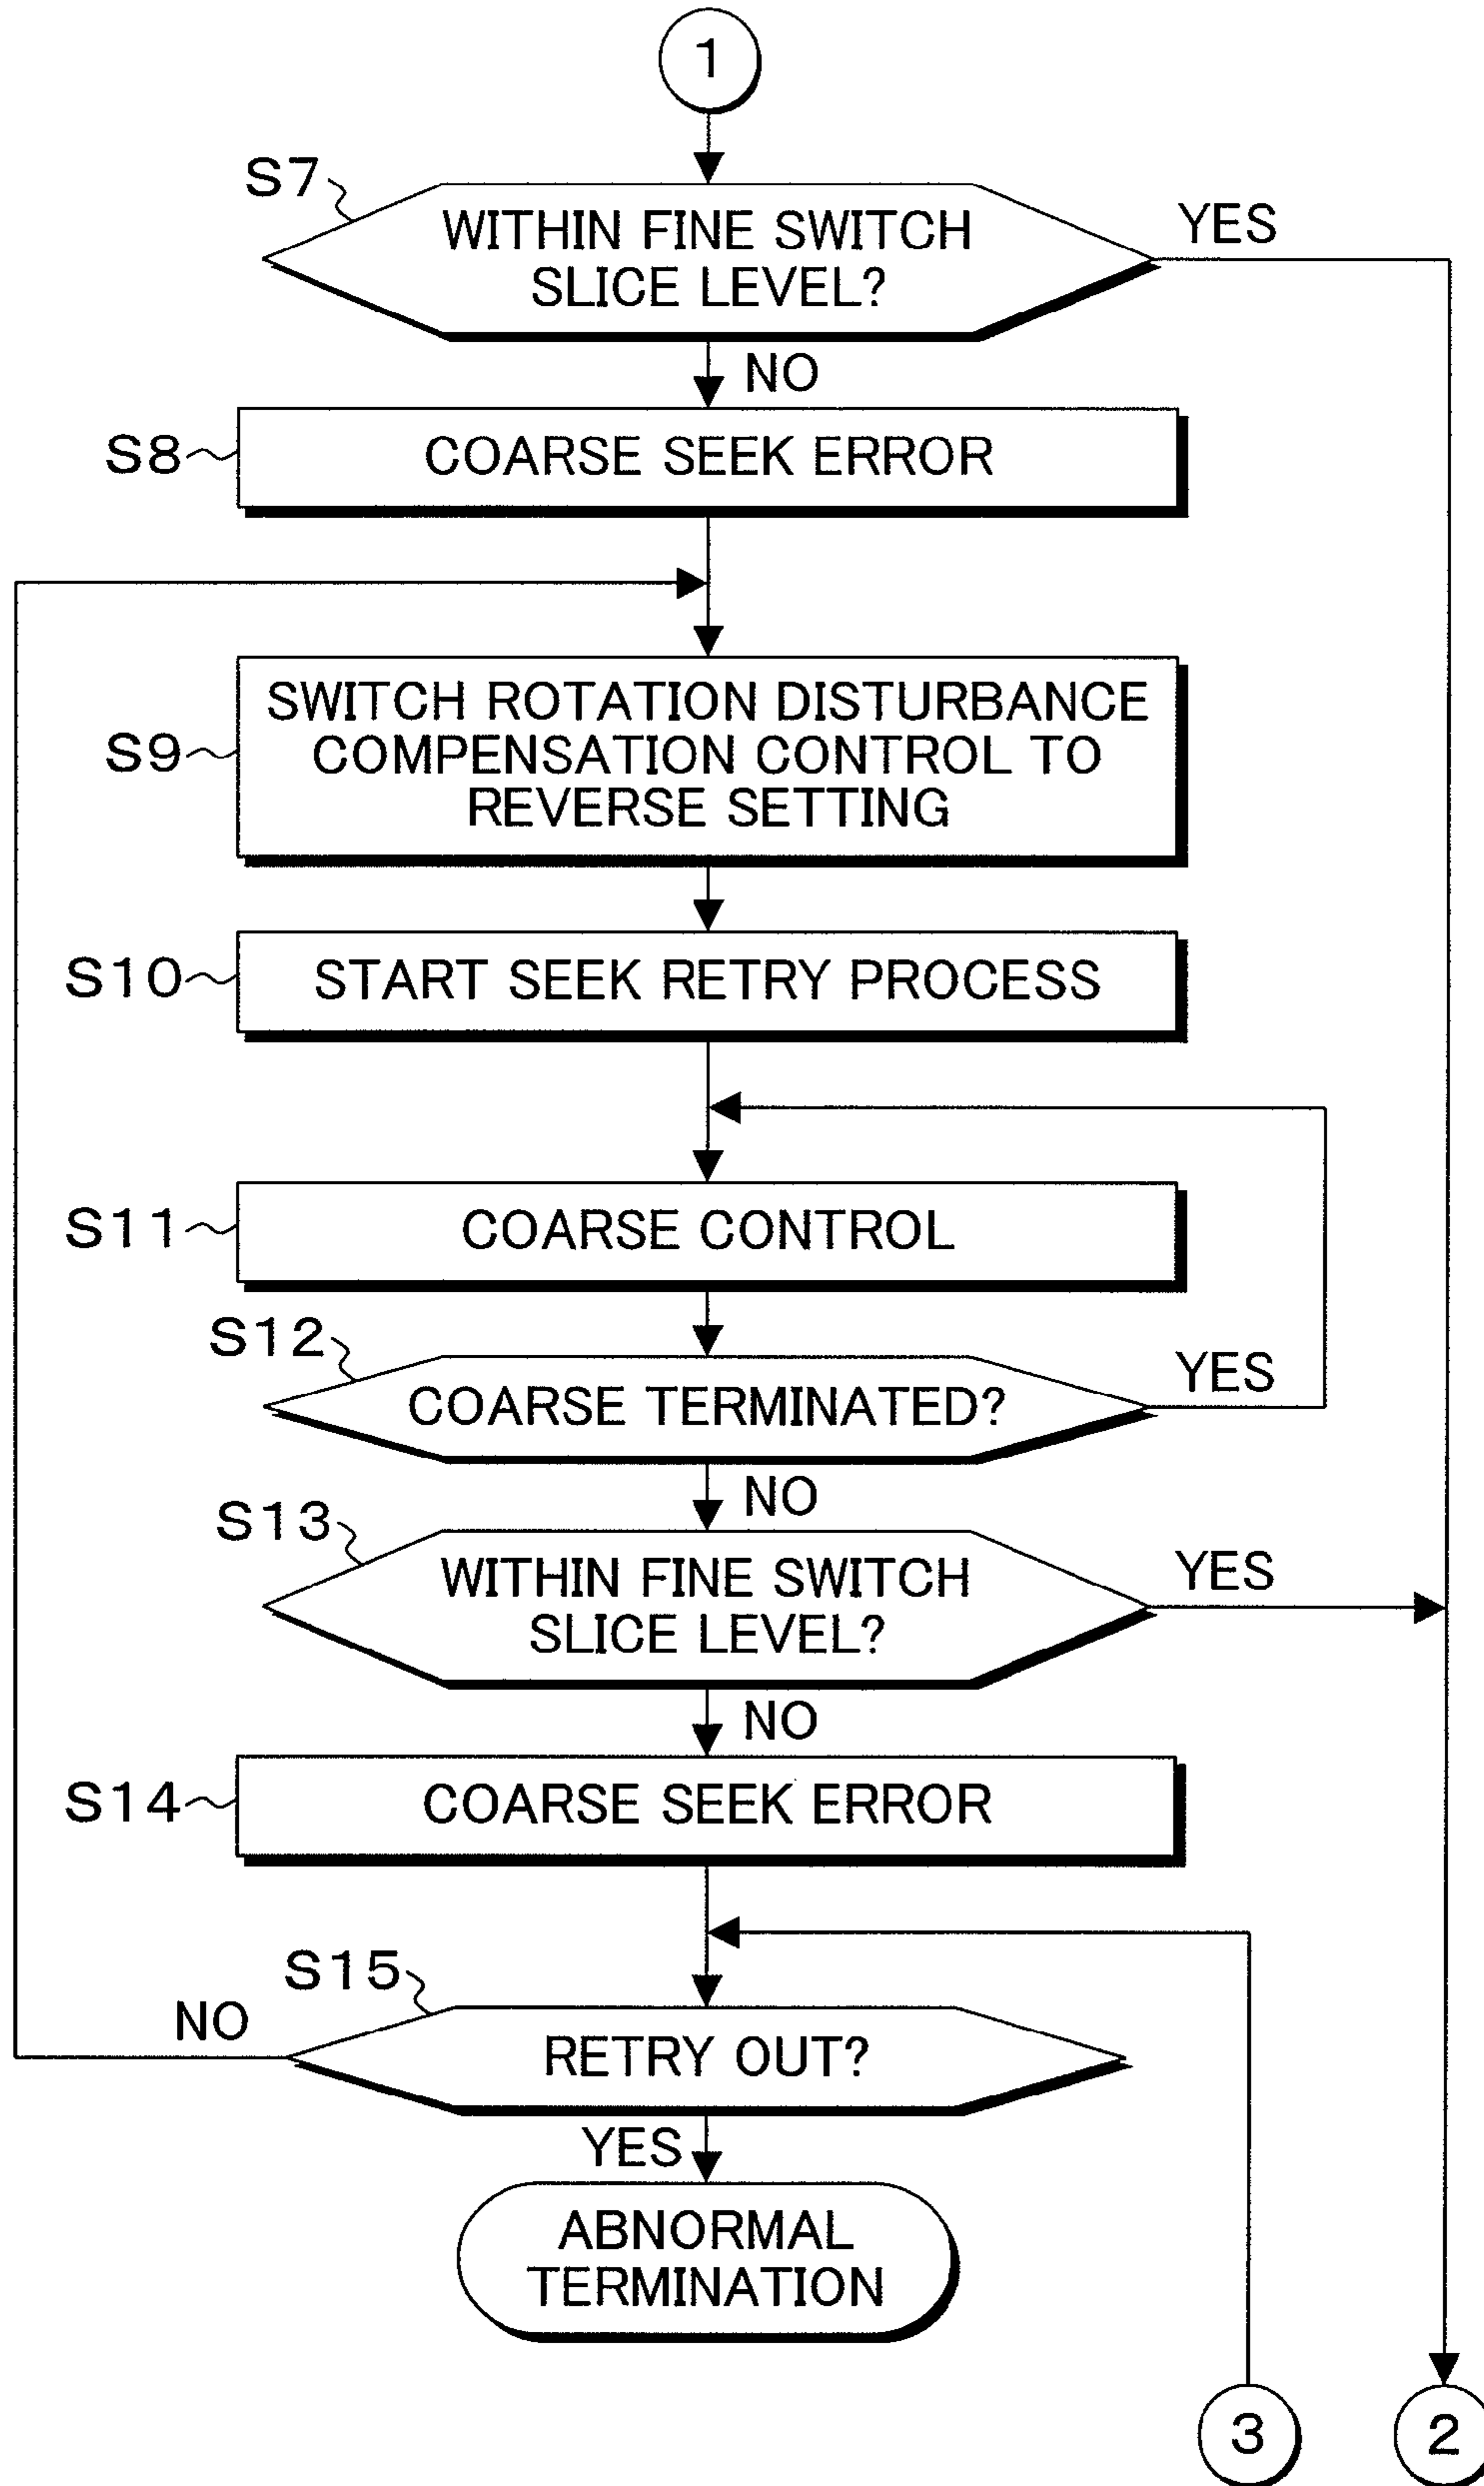 1
S7
WITHIN FINE SWITCH
SLICE LEVEL?
YES
NO
S8
COARSE SEEK ERROR
S9
SWITCH ROTATION DISTURBANCE
COMPENSATION CONTROL TO
REVERSE SETTING
S10
START SEEK RETRY PROCESS
S11
COARSE CONTROL
S12
COARSE TERMINATED?
YES
NO
S13
WITHIN FINE SWITCH
SLICE LEVEL?
YES
NO
S14
COARSE SEEK ERROR
S15
NO
RETRY OUT?
YES
ABNORMAL
TERMINATION
3
2